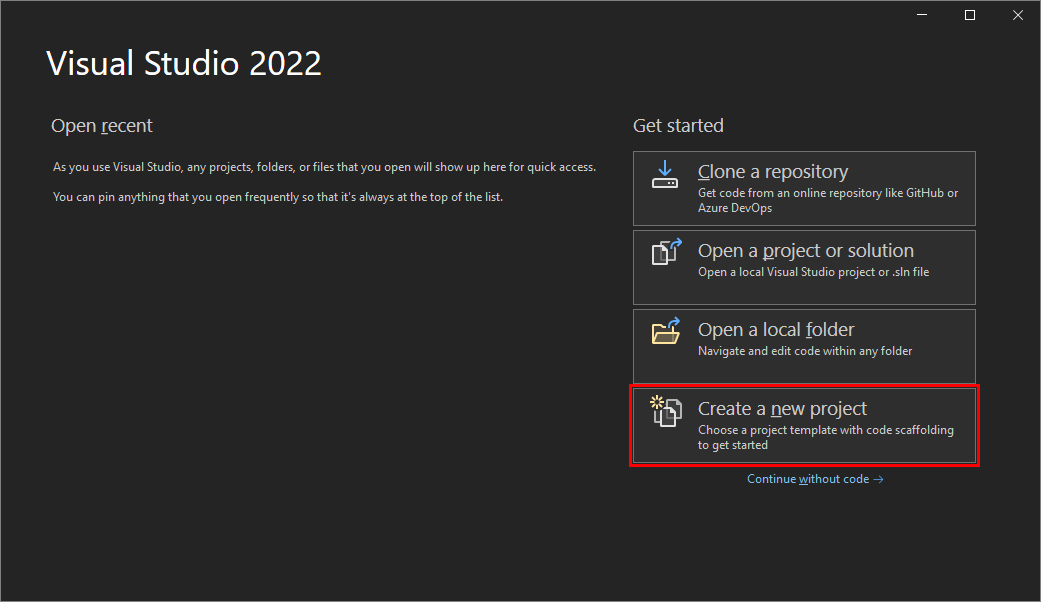 Visual Studio 2022
Open recent
As you use Visual Studio, any projects, folders, or files that you open will show up here for quick access.
You can pin anything that you open frequently so that it's always at the top of the list.
Get started
Clone a repository
Get code from an online repository like GitHub or
Azure DevOps
Open a project or solution
Open a local Visual Studio project or .sln file
Open a local folder
Navigate and edit code within any folder
Create a new project
Choose a project template with code scaffolding
to get started
Continue without code →